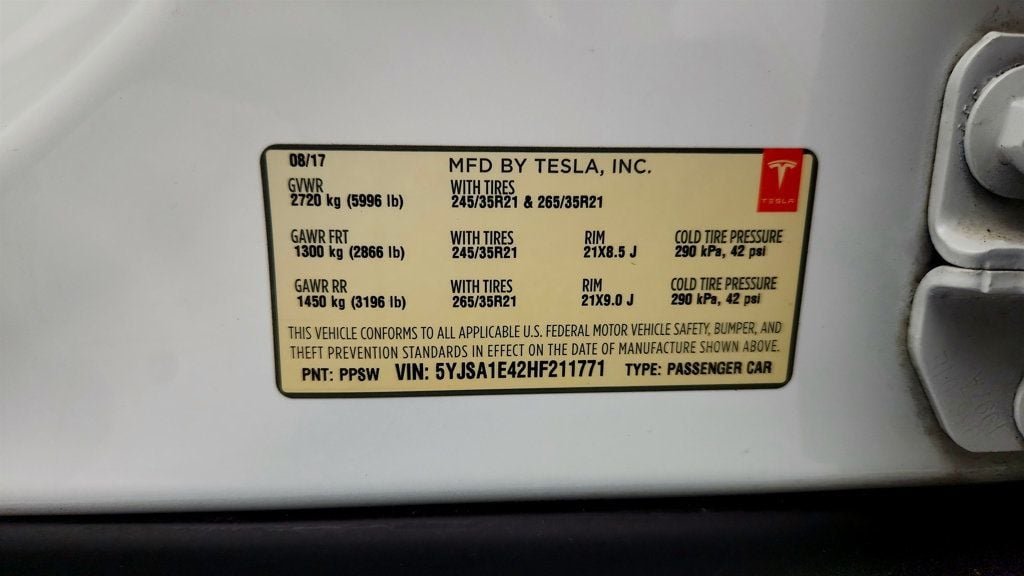 08/17 MFD BY TESLA, INC.
TESLA
GVWR WITH TIRES
2720 kg (5996 lb) 245/35R21 & 265/35R21
GAWR FRT WITH TIRES RIM COLD TIRE PRESSURE
1300 kg (2866 lb) 245/35R21 21X8.5 J 290 kPa, 42 psi
GAWR RR WITH TIRES RIM COLD TIRE PRESSURE
1450 kg (3196 lb) 265/35R21 21X9.0 J 290 kPa, 42 psi
THIS VEHICLE CONFORMS TO ALL APPLICABLE U.S. FEDERAL MOTOR VEHICLE SAFETY, BUMPER, AND
THEFT PREVENTION STANDARDS IN EFFECT ON THE DATE OF MANUFACTURE SHOWN ABOVE.
PNT: PPSW VIN: 5YJSA1E42HF211771 TYPE: PASSENGER CAR